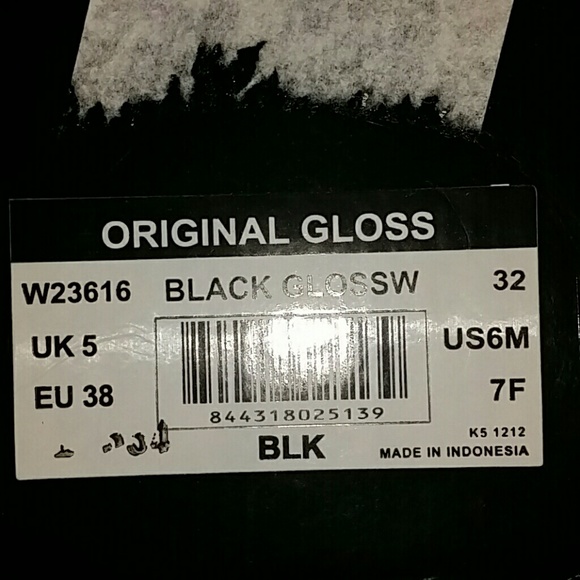 ORIGINAL GLOSS
W23616 BLACK GLOSSW 32
UK 5 US6M
EU 38 7F
844318025139
BLK
K5 1212
MADE IN INDONESIA